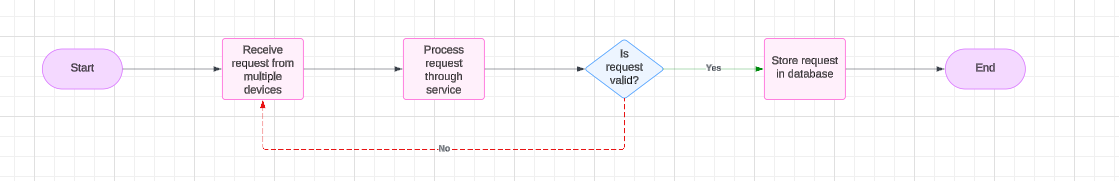 Start
Receive
request from
multiple
devices
Process
request
through
service
Is
request
valid?
Yes
Store request
in database
End
No